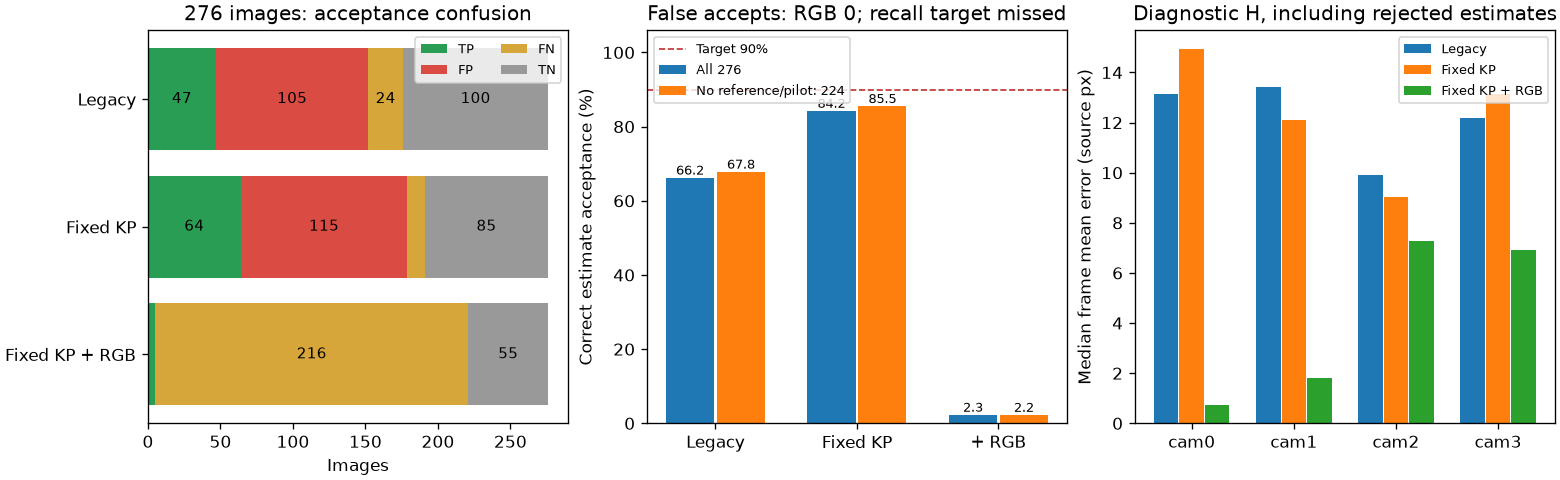 276 images: acceptance confusion
TP
FP
FN
TN
Legacy
47
105
24
100
Fixed KP
64
115
85
Fixed KP + RGB
216
55
0
50
100
150
200
250
Images
False accepts: RGB 0; recall target missed
Target 90%
All 276
No reference/pilot: 224
Correct estimate acceptance (%)
100
80
60
40
20
0
66.2
67.8
84.2
85.5
2.3
2.2
Legacy
Fixed KP
+ RGB
Diagnostic H, including rejected estimates
Legacy
Fixed KP
Fixed KP + RGB
Median frame mean error (source px)
14
12
10
8
6
4
2
0
cam0
cam1
cam2
cam3